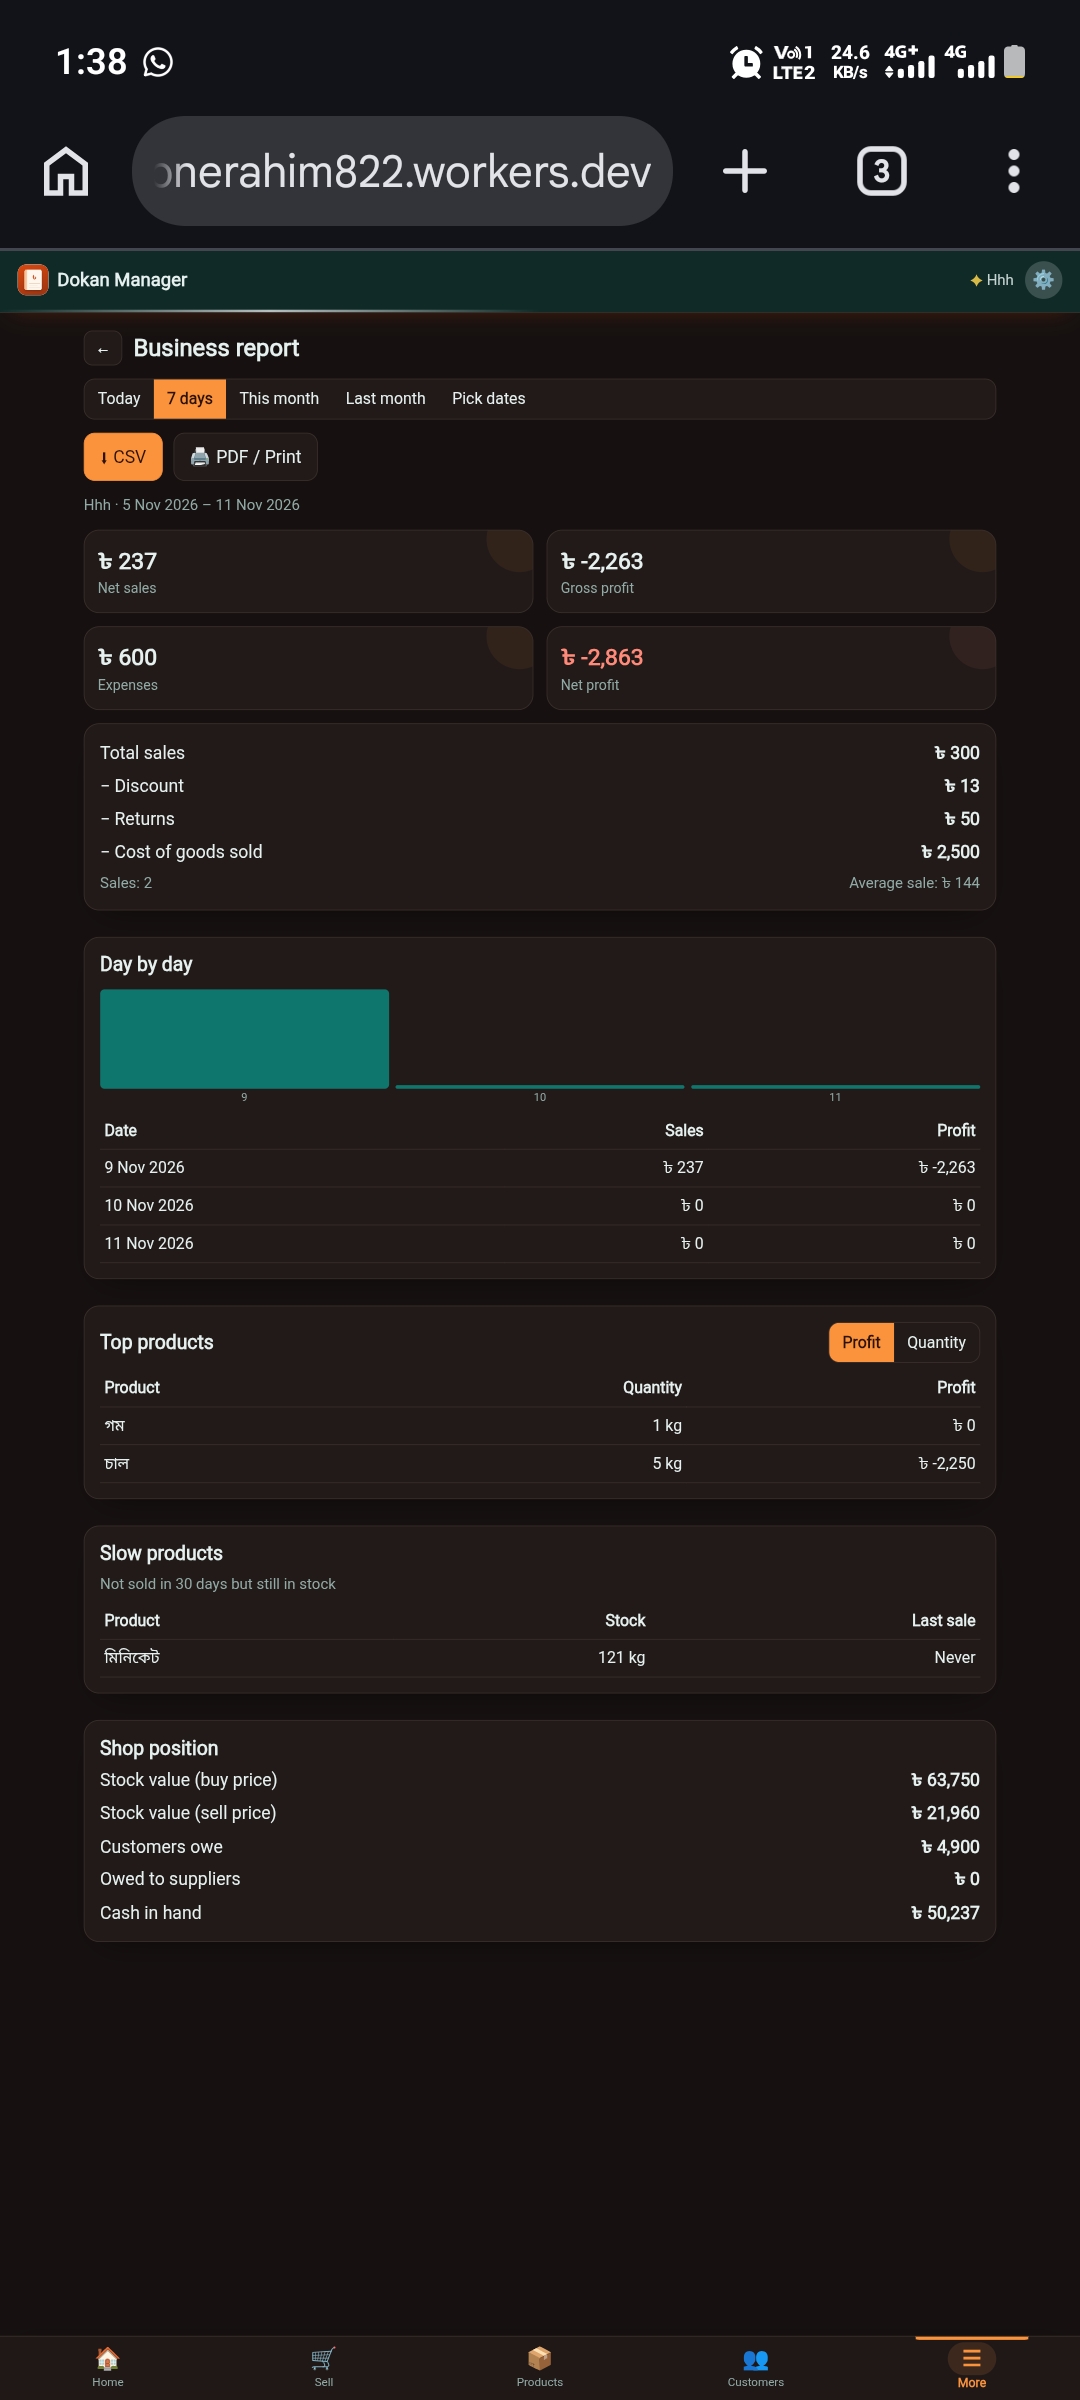 1:38 Vo) 1 LTE2 24.6 KB/s 4G+ 4G
nerahim822.workers.dev 3
Dokan Manager ✦ Hhh
← Business report
Today 7 days This month Last month Pick dates
↓ CSV PDF / Print
Hhh · 5 Nov 2026 – 11 Nov 2026
৳ 237 ৳ -2,263
Net sales Gross profit
৳ 600 ৳ -2,863
Expenses Net profit
Total sales ৳ 300
− Discount ৳ 13
− Returns ৳ 50
− Cost of goods sold ৳ 2,500
Sales: 2 Average sale: ৳ 144
Day by day
9 10 11
Date Sales Profit
9 Nov 2026 ৳ 237 ৳ -2,263
10 Nov 2026 ৳ 0 ৳ 0
11 Nov 2026 ৳ 0 ৳ 0
Top products Profit Quantity
Product Quantity Profit
গম 1 kg ৳ 0
চাল 5 kg ৳ -2,250
Slow products
Not sold in 30 days but still in stock
Product Stock Last sale
মিনিকেট 121 kg Never
Shop position
Stock value (buy price) ৳ 63,750
Stock value (sell price) ৳ 21,960
Customers owe ৳ 4,900
Owed to suppliers ৳ 0
Cash in hand ৳ 50,237
Home Sell Products Customers More